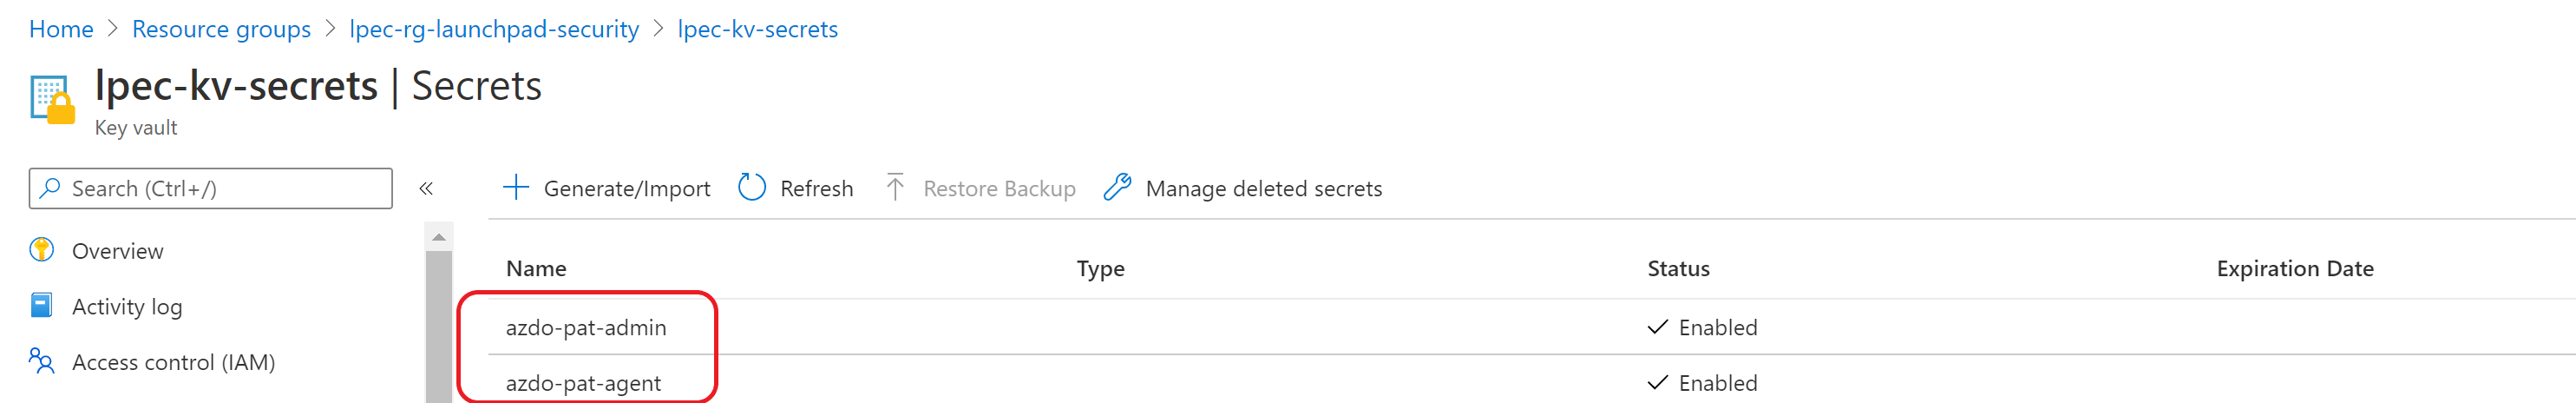 Home > Resource groups > lpec-rg-launchpad-security > lpec-kv-secrets
lpec-kv-secrets | Secrets
Key vault
Search (Ctrl+/)
«
Generate/Import Refresh Restore Backup Manage deleted secrets
Overview
Activity log
Access control (IAM)
Name Type Status Expiration Date
azdo-pat-admin Enabled
azdo-pat-agent Enabled